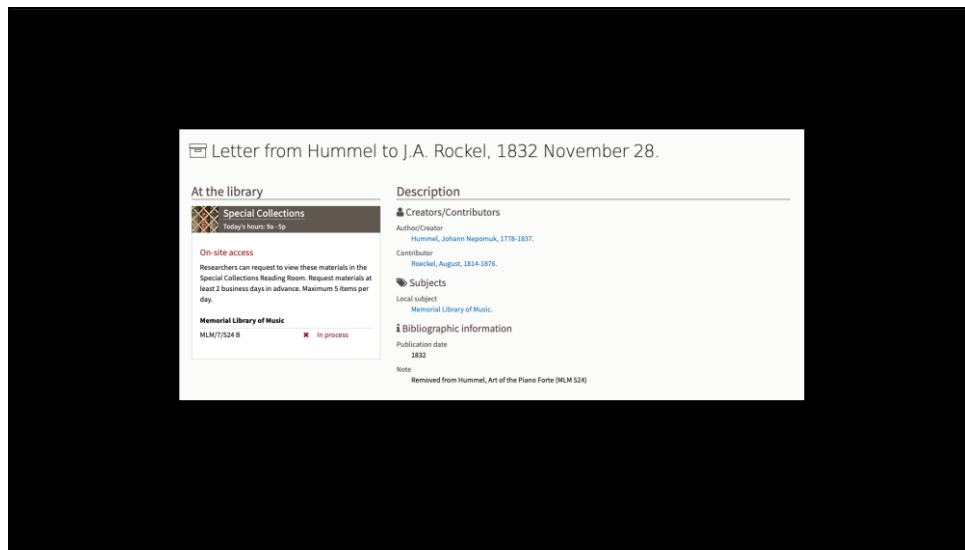 Letter from Hummel to J.A. Rockel, 1832 November 28.
At the library
Special Collections
Today's hours: 9a - 5p
On-site access
Researchers can request to view these materials in the
Special Collections Reading Room. Request materials at
least 2 business days in advance. Maximum 5 items per
day.
Memorial Library of Music
MLM/7/524 B ✖ In process
Description
Creators/Contributors
Author/Creator
Hummel, Johann Nepomuk, 1778-1837.
Contributor
Roeckel, August, 1814-1876.
Subjects
Local subject
Memorial Library of Music.
Bibliographic information
Publication date
1832
Note
Removed from Hummel, Art of the Piano Forte (MLM 524)